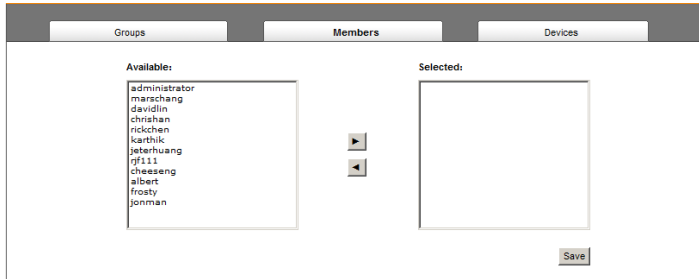 Groups Members Devices
Available: Selected:
administrator
marschang
davidlin
chrishan
rickchen
karthik
jeterhuang
rjf111
cheeseng
albert
frosty
jonman
Save